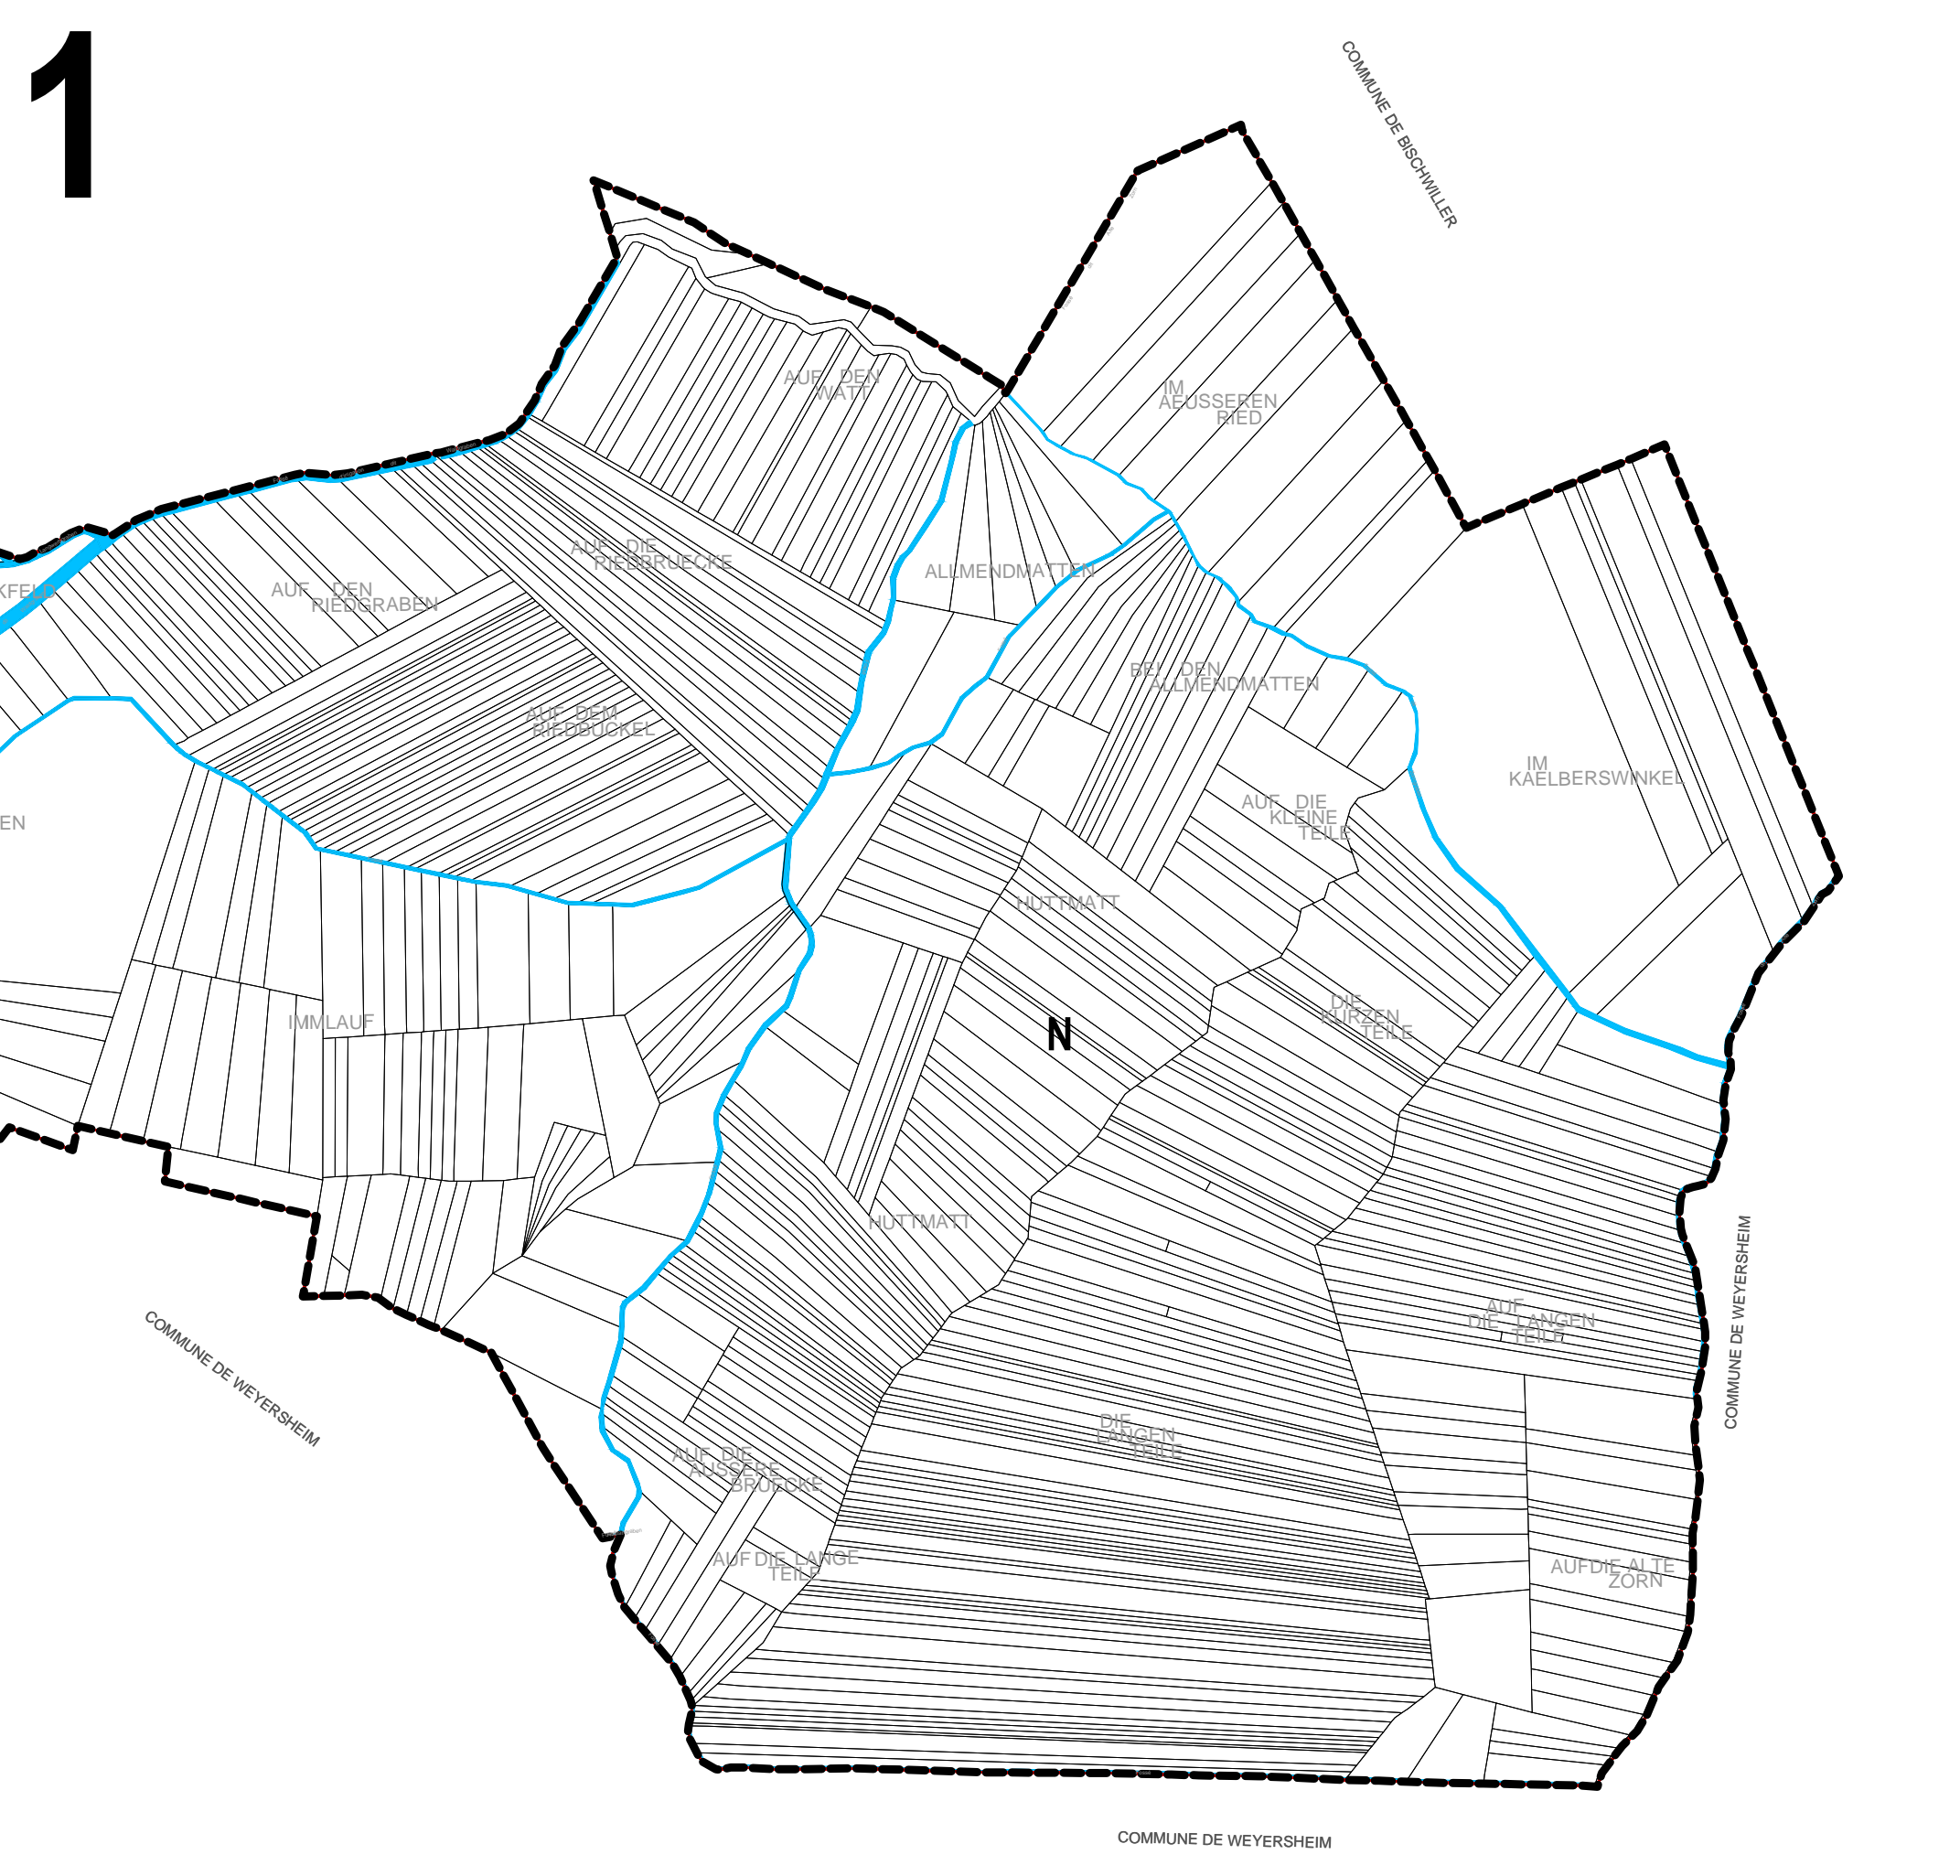 1
COMMUNE DE BISCHWILLER
AUF DEN
WATT
IM
AEUSSEREN
RIED
AUF DIE
RIEDBRUECKE
ALLMENDMATTEN
KFELD
AUF DEN
RIEDGRABEN
BEI DEN
ALLMENDMATTEN
AUF DEM
RIEDBUCKEL
IM
KAELBERSWINKEL
AUF DIE
KLEINE
TEILE
EN
HUTTMATT
IMMLAUF
N
DIE
KURZEN
TEILE
HUTTMATT
COMMUNE DE WEYERSHEIM
AUF
DIE LANGEN
TEILE
COMMUNE DE WEYERSHEIM
DIE
LANGEN
TEILE
AUF DIE
AUSSERE
BRUECKE
AUF DIE LANGE
TEILE
AUF DIE ALTE
ZORN
COMMUNE DE WEYERSHEIM